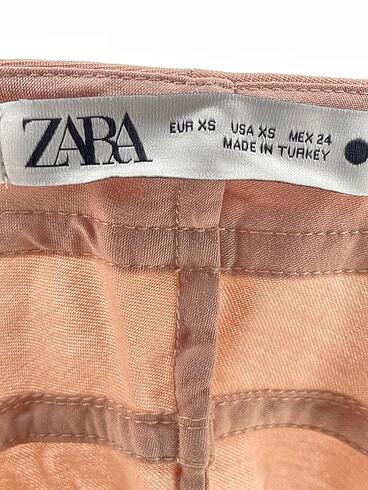 ZARA
EUR XS USA XS MEX 24
MADE IN TURKEY